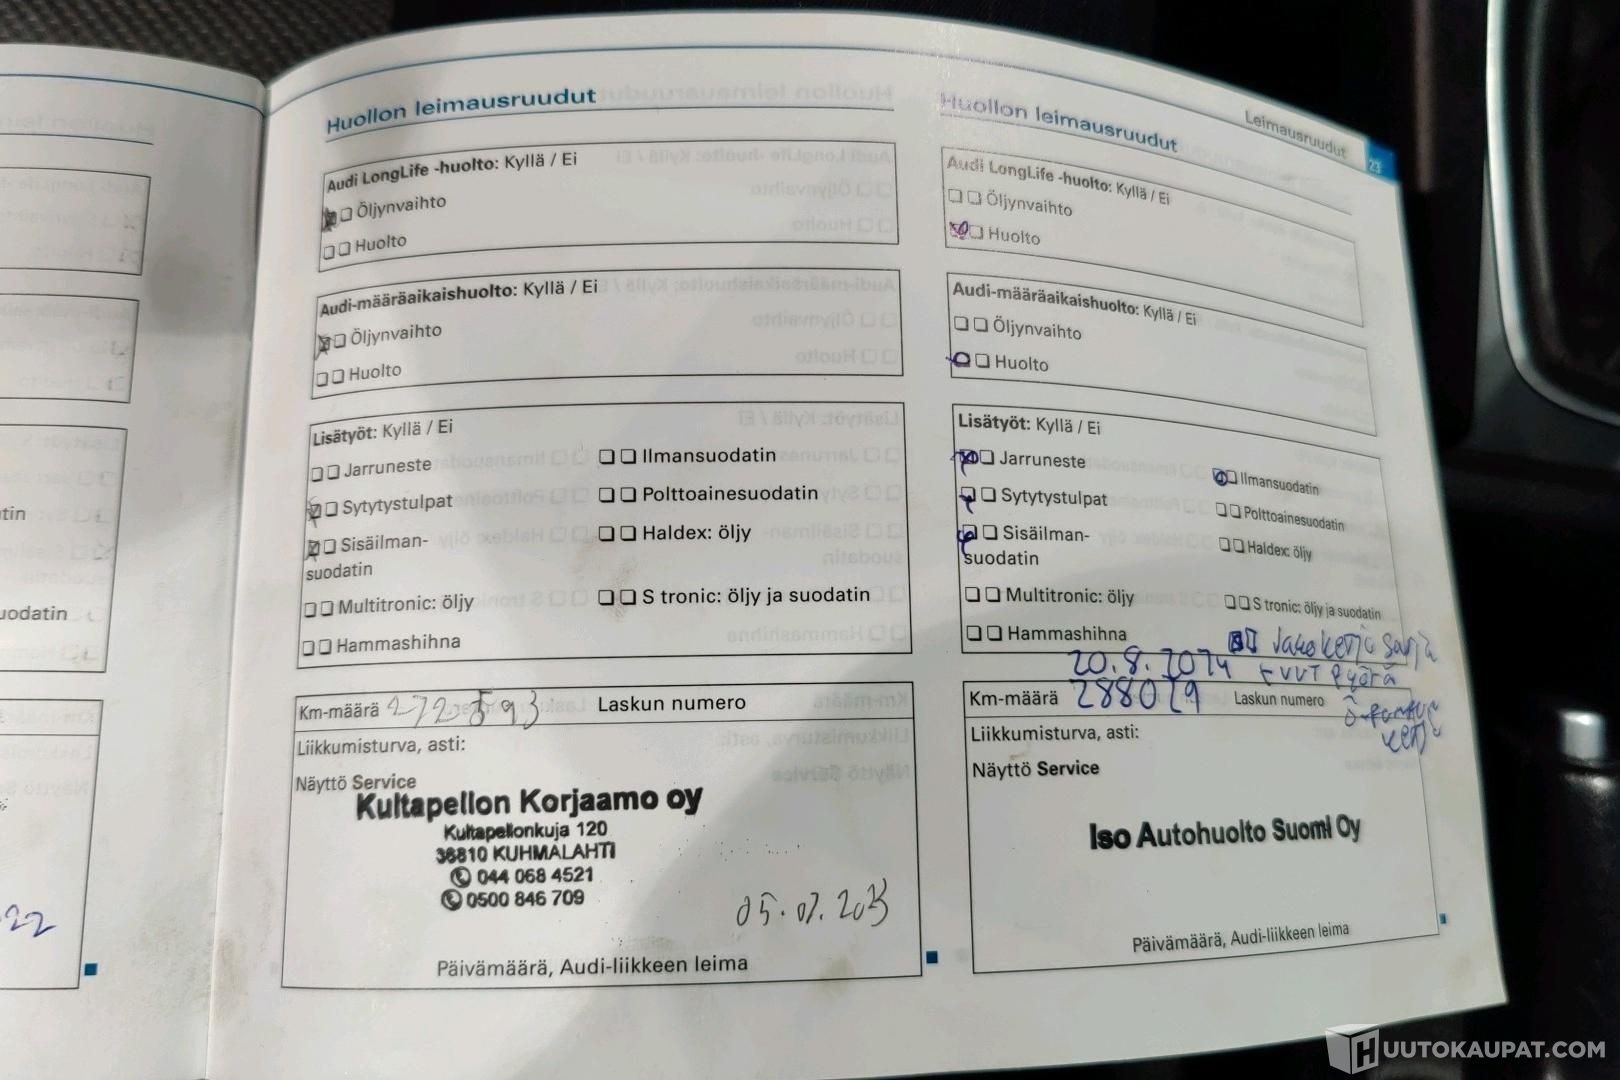 Leimausruudut 23
Huollon leimausruudut
Audi LongLife -huolto: Kyllä / Ei
Öljynvaihto
Huolto
Audi-määräaikaishuolto: Kyllä / Ei
Öljynvaihto
Huolto
Lisätyöt: Kyllä / Ei
Jarruneste
Ilmansuodatin
Sytytystulpat
Polttoainesuodatin
Sisäilman-
suodatin
Haldex: öljy
Multitronic: öljy
S tronic: öljy ja suodatin
Hammashihna
Km-määrä 272593 Laskun numero
Liikkumisturva, asti:
Näyttö Service
Kultapellon Korjaamo oy
Kultapellonkuja 120
36810 KUHMALAHTI
044 068 4521
0500 846 709
Päivämäärä, Audi-liikkeen leima
Huollon leimausruudut
Audi LongLife -huolto: Kyllä / Ei
Öljynvaihto
Huolto
Audi-määräaikaishuolto: Kyllä / Ei
Öljynvaihto
Huolto
Lisätyöt: Kyllä / Ei
Jarruneste
Ilmansuodatin
Sytytystulpat
Polttoainesuodatin
Sisäilman-
suodatin
Haldex: öljy
Multitronic: öljy
S tronic: öljy ja suodatin
Hammashihna
Jakoketju sarja
20.8.2024
Km-määrä 288029 Laskun numero
Liikkumisturva, asti:
Näyttö Service
Iso Autohuolto Suomi Oy
Päivämäärä, Audi-liikkeen leima
tin
uodatin
22
HUUTOKAUPAT.COM